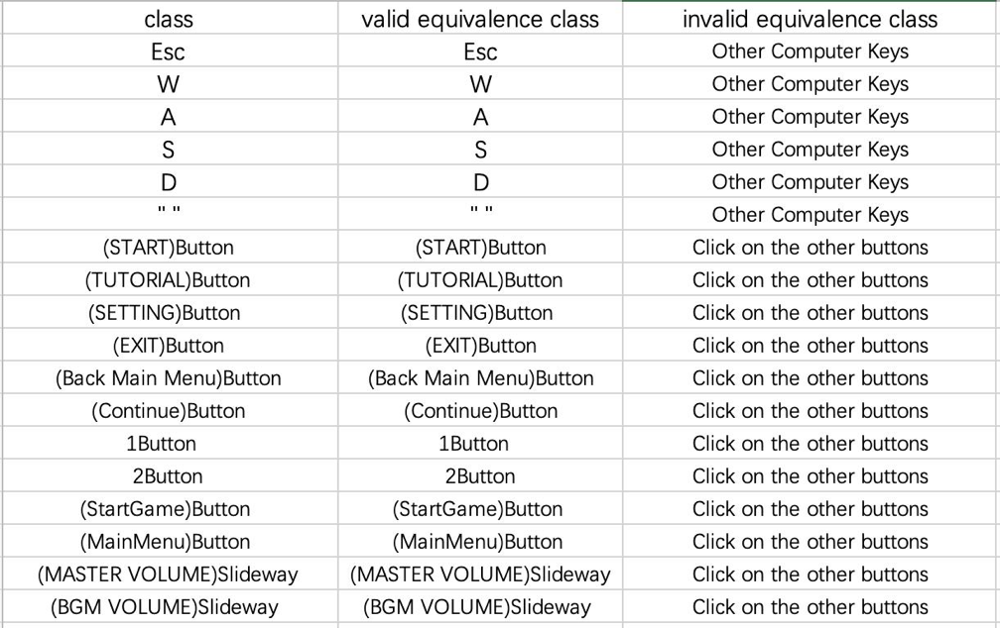 class valid equivalence class invalid equivalence class
Esc Esc Other Computer Keys
W W Other Computer Keys
A A Other Computer Keys
S S Other Computer Keys
D D Other Computer Keys
" " " " Other Computer Keys
(START)Button (START)Button Click on the other buttons
(TUTORIAL)Button (TUTORIAL)Button Click on the other buttons
(SETTING)Button (SETTING)Button Click on the other buttons
(EXIT)Button (EXIT)Button Click on the other buttons
(Back Main Menu)Button (Back Main Menu)Button Click on the other buttons
(Continue)Button (Continue)Button Click on the other buttons
1Button 1Button Click on the other buttons
2Button 2Button Click on the other buttons
(StartGame)Button (StartGame)Button Click on the other buttons
(MainMenu)Button (MainMenu)Button Click on the other buttons
(MASTER VOLUME)Slideway (MASTER VOLUME)Slideway Click on the other buttons
(BGM VOLUME)Slideway (BGM VOLUME)Slideway Click on the other buttons